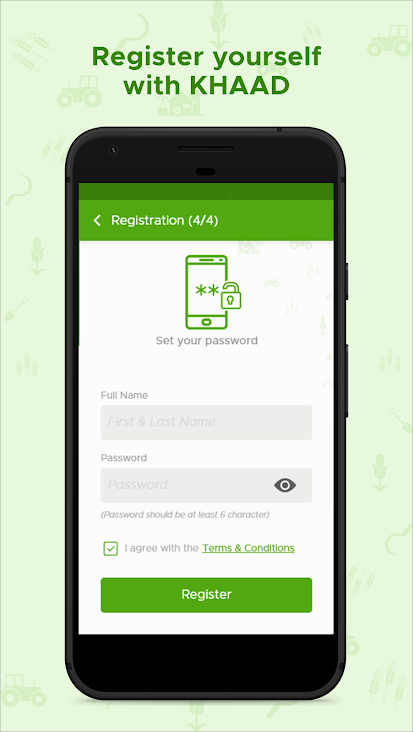 Register yourself
with KHAAD
Registration (4/4)
**
Set your password
Full Name
First & Last Name
Password
Password
(Password should be at least 6 character)
I agree with the Terms & Conditions
Register